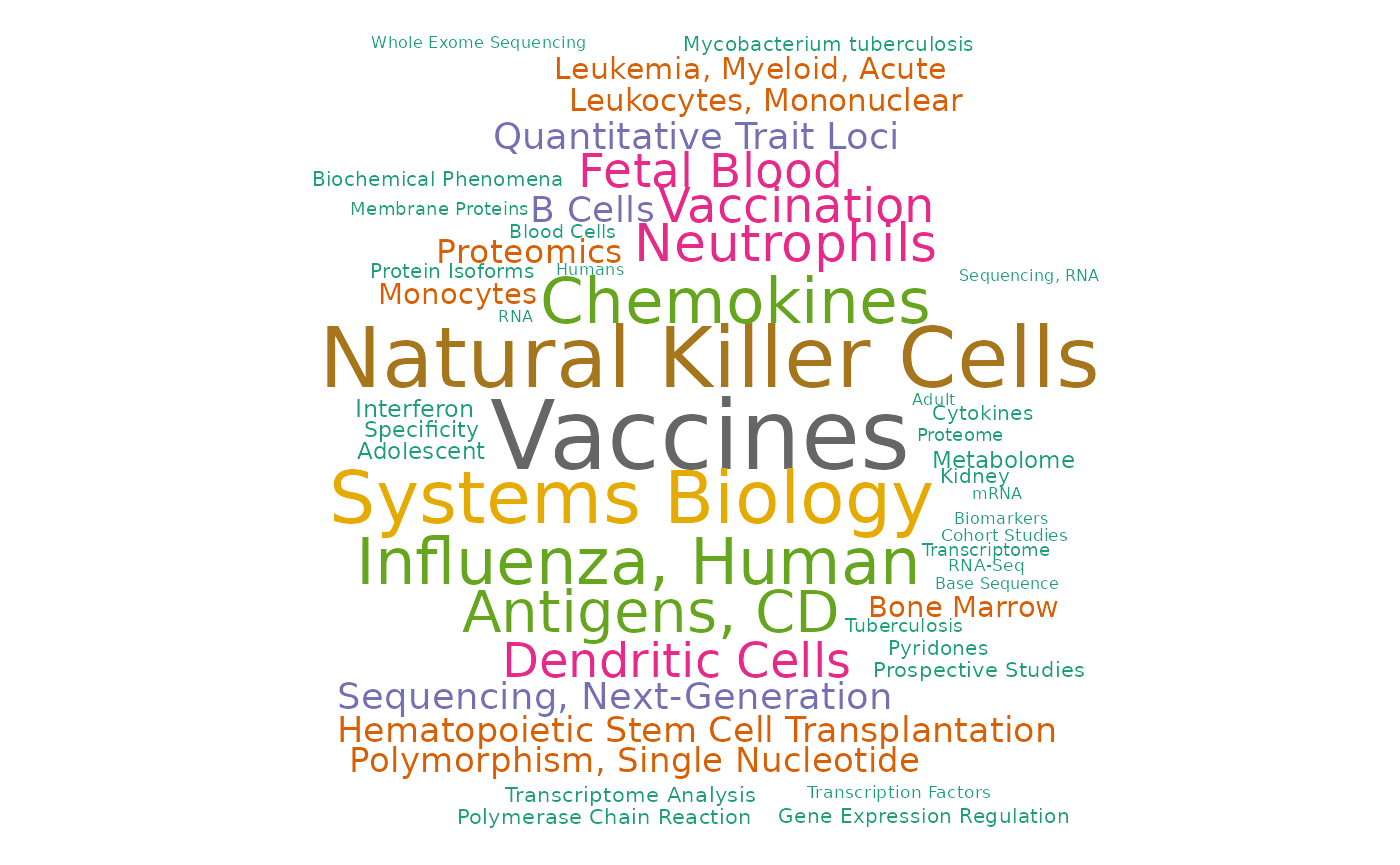 Whole Exome Sequencing
Mycobacterium tuberculosis
Leukemia, Myeloid, Acute
Leukocytes, Mononuclear
Quantitative Trait Loci
Fetal Blood
Biochemical Phenomena
Membrane Proteins
B Cells
Vaccination
Blood Cells
Proteomics
Neutrophils
Protein Isoforms
Humans
Sequencing, RNA
Monocytes
Chemokines
RNA
Natural Killer Cells
Interferon
Adult
Cytokines
Specificity
Vaccines
Proteome
Adolescent
Metabolome
Kidney
Systems Biology
mRNA
Biomarkers
Cohort Studies
Transcriptome
Influenza, Human
RNA-Seq
Base Sequence
Antigens, CD
Bone Marrow
Tuberculosis
Pyridones
Dendritic Cells
Prospective Studies
Sequencing, Next-Generation
Hematopoietic Stem Cell Transplantation
Polymorphism, Single Nucleotide
Transcriptome Analysis
Transcription Factors
Polymerase Chain Reaction
Gene Expression Regulation